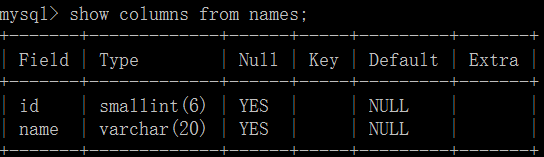 mysql> show columns from names;
+-------+-------------+------+-----+---------+-------+
| Field | Type        | Null | Key | Default | Extra |
+-------+-------------+------+-----+---------+-------+
| id    | smallint(6) | YES  |     | NULL    |       |
| name  | varchar(20) | YES  |     | NULL    |       |
+-------+-------------+------+-----+---------+-------+